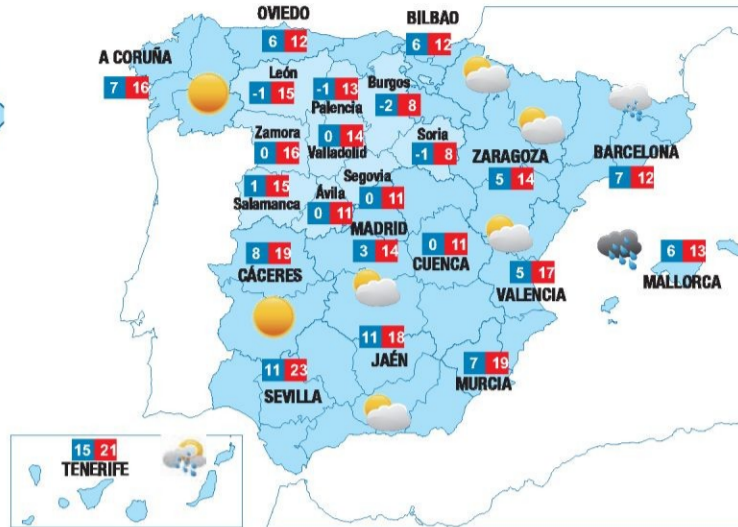 OVIEDO
6 12
BILBAO
6 12
A CORUÑA
7 16
León
-1 15
-1 13
Palencia
Burgos
-2 8
Zamora
0 16
0 14
Valladolid
Soria
-1 8
ZARAGOZA
5 14
BARCELONA
7 12
1 15
Salamanca
Ávila
0 11
Segovia
0 11
MADRID
3 14
0 11
CUENCA
8 19
CÁCERES
5 17
VALENCIA
6 13
MALLORCA
11 18
JAÉN
7 19
MURCIA
11 23
SEVILLA
15 21
TENERIFE